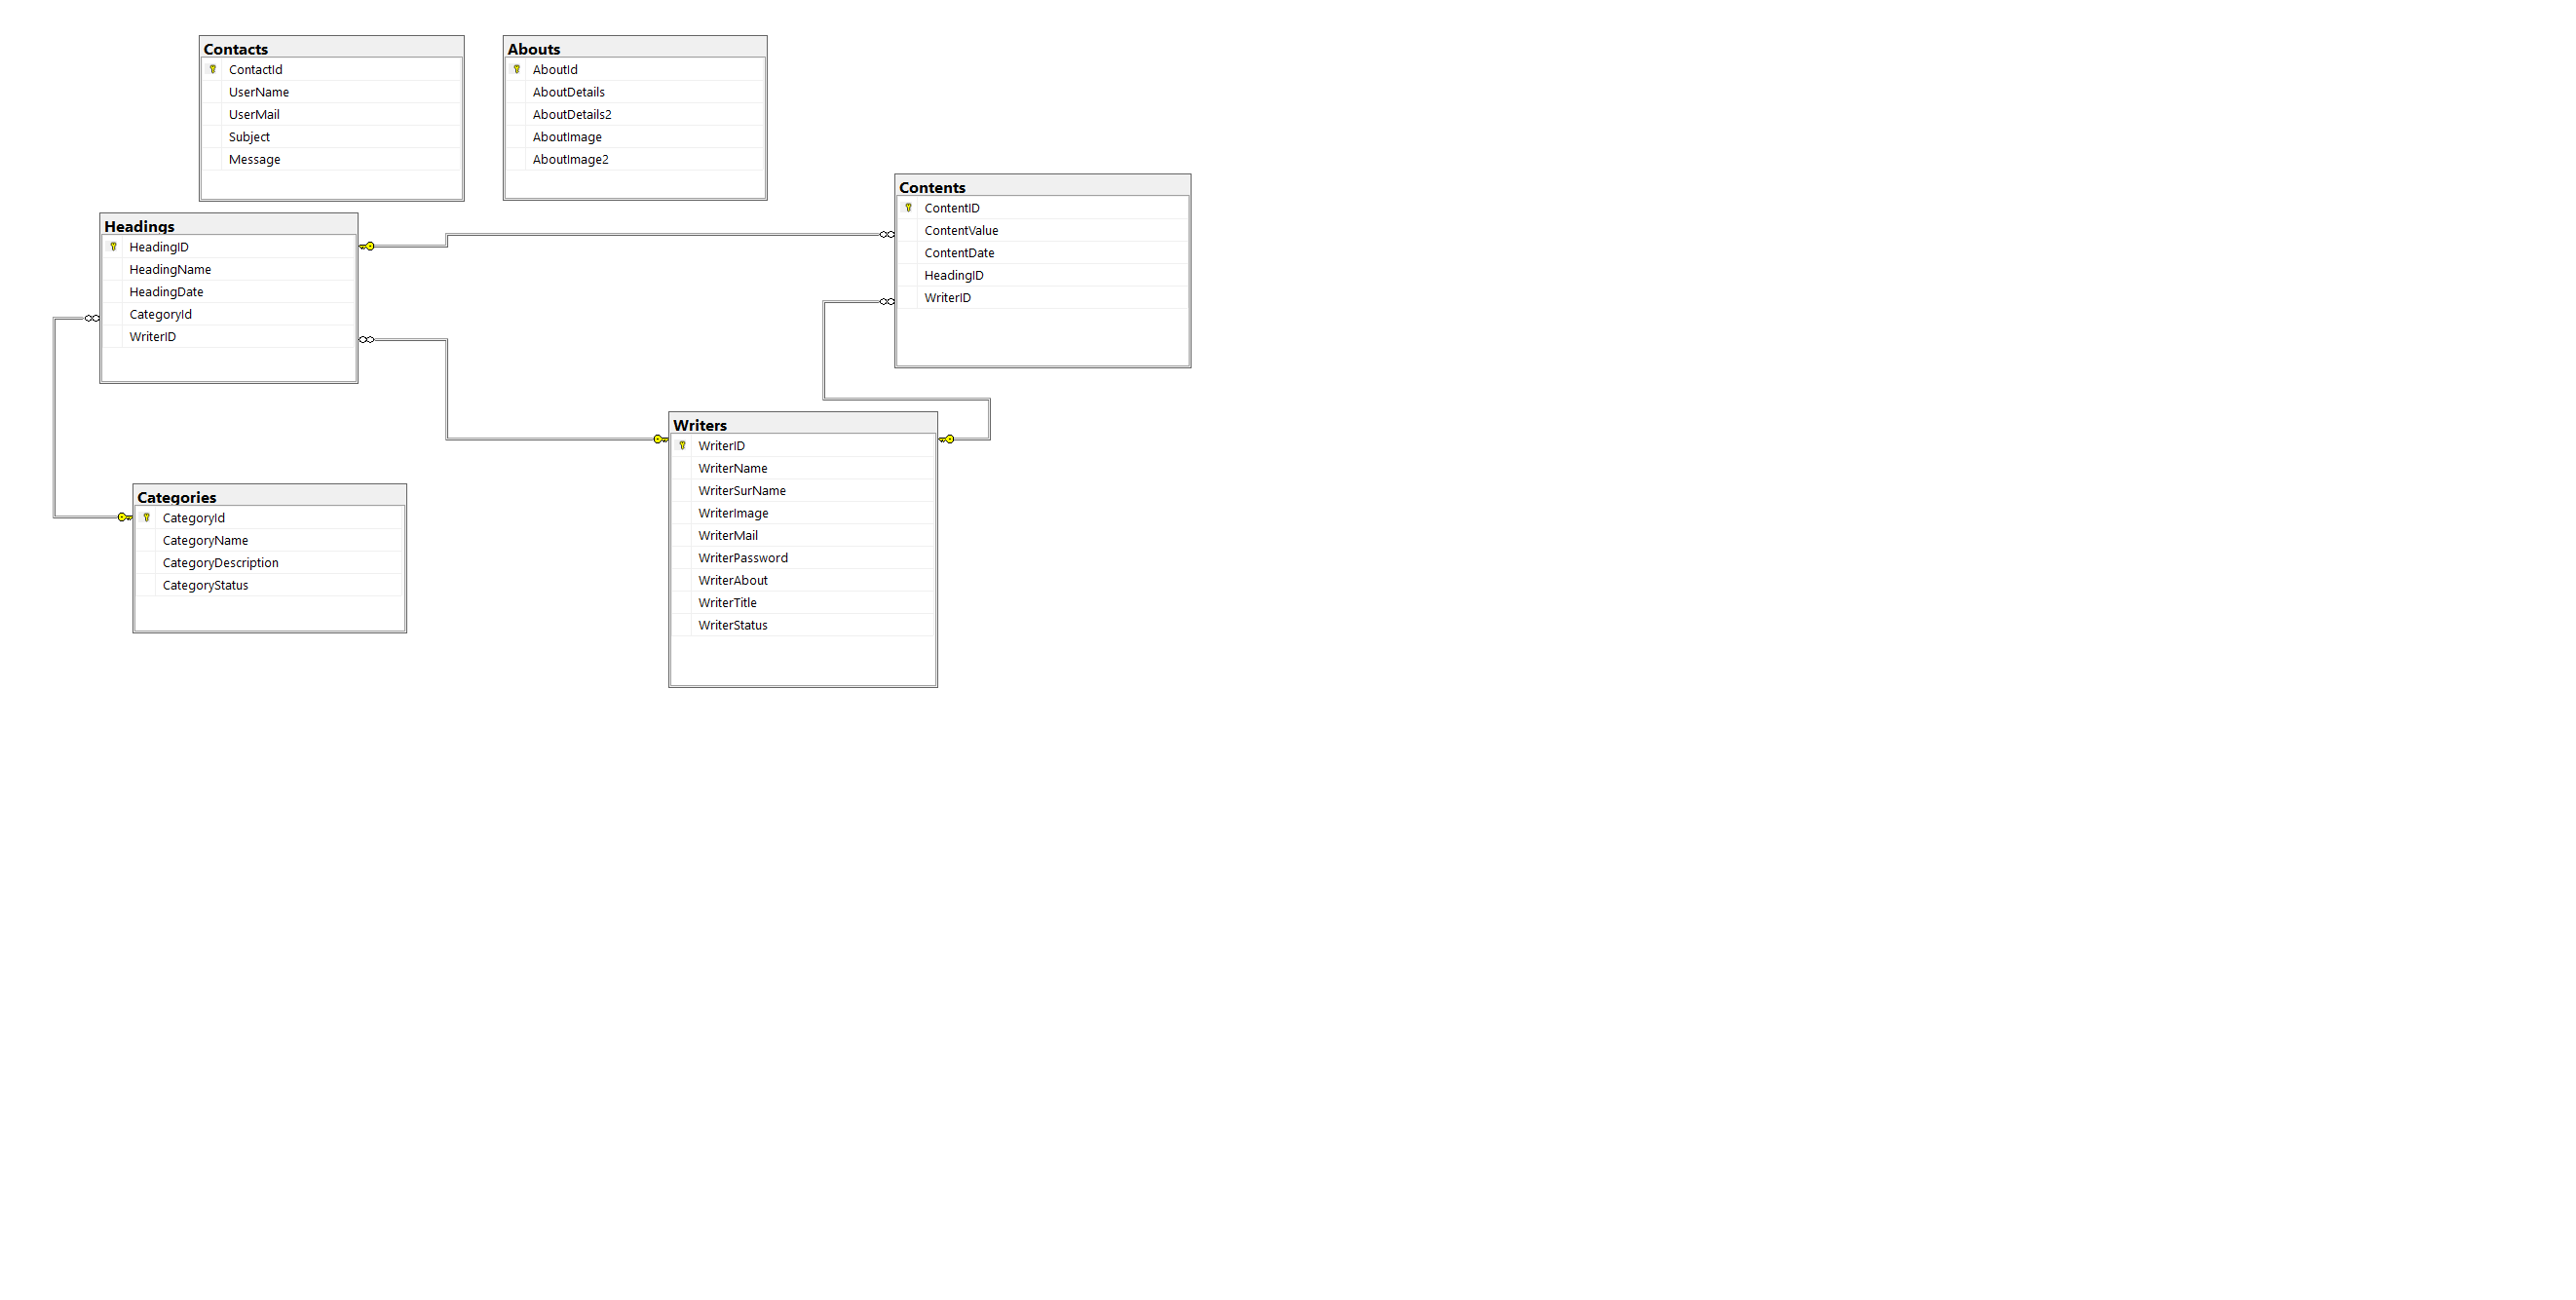 Contacts
ContactId
UserName
UserMail
Subject
Message
Abouts
AboutId
AboutDetails
AboutDetails2
AboutImage
AboutImage2
Contents
ContentID
ContentValue
ContentDate
HeadingID
WriterID
Headings
HeadingID
HeadingName
HeadingDate
CategoryId
WriterID
Writers
WriterID
WriterName
WriterSurName
WriterImage
WriterMail
WriterPassword
WriterAbout
WriterTitle
WriterStatus
Categories
CategoryId
CategoryName
CategoryDescription
CategoryStatus